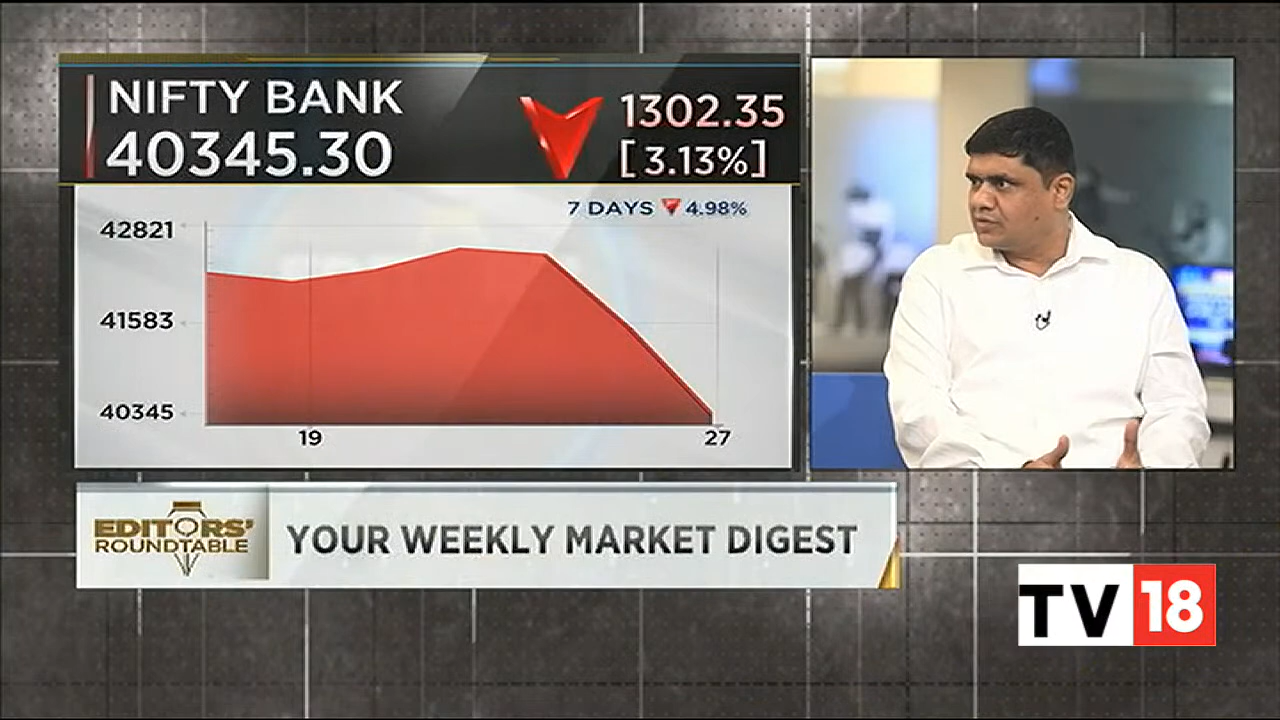 NIFTY BANK
40345.30
1302.35
[3.13%]
7 DAYS 4.98%
42821
41583
40345
19
27
EDITORS'
ROUNDTABLE
YOUR WEEKLY MARKET DIGEST
TV18